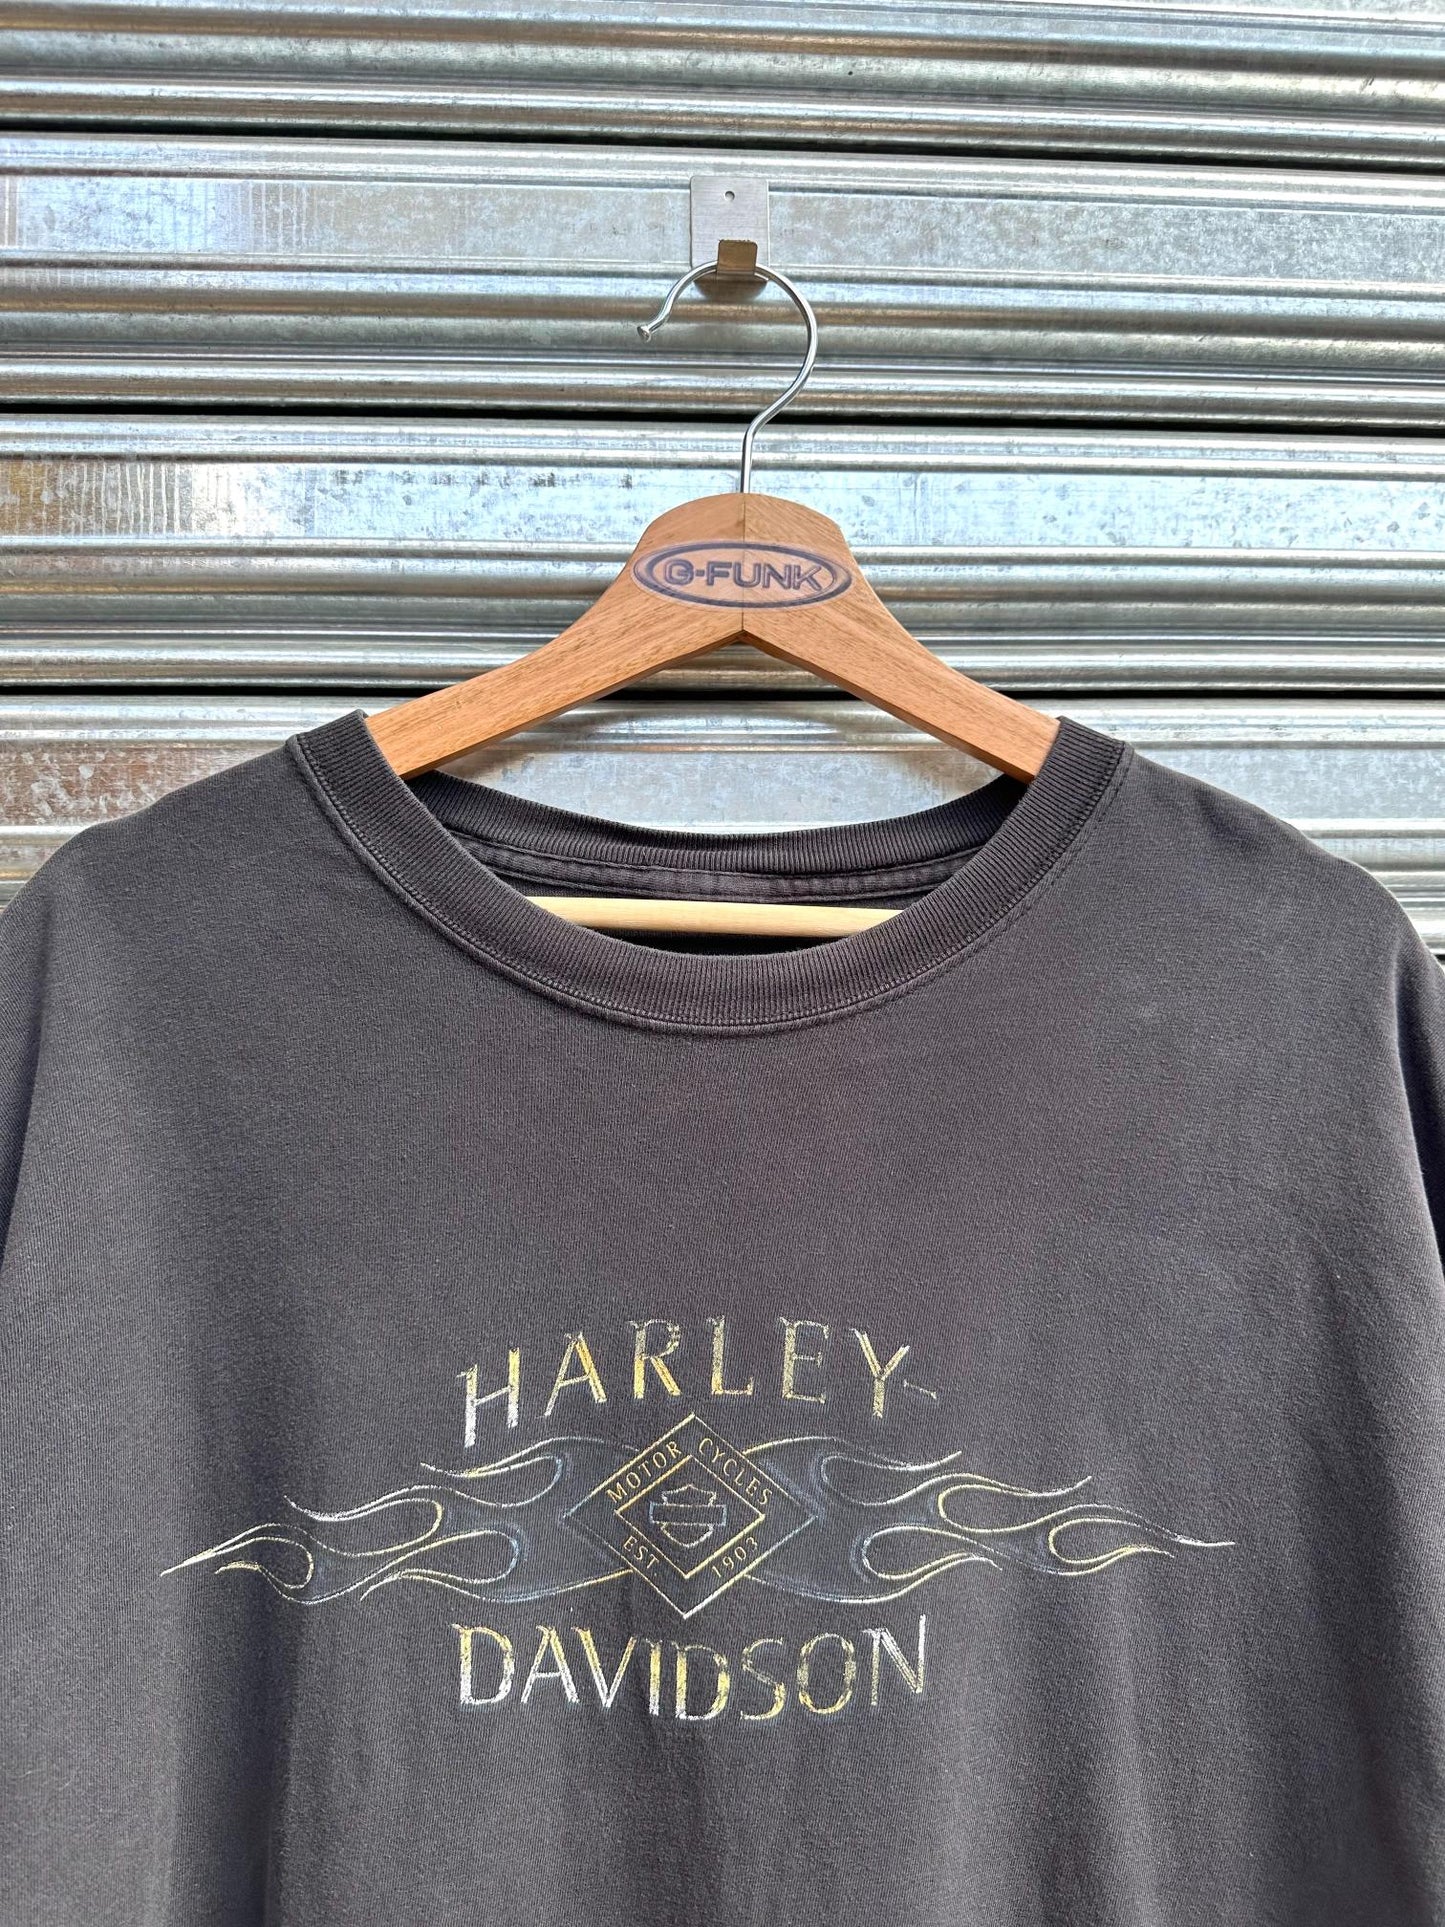 G-FUNK
HARLEY-
MOTOR CYCLES
EST 1903
DAVIDSON